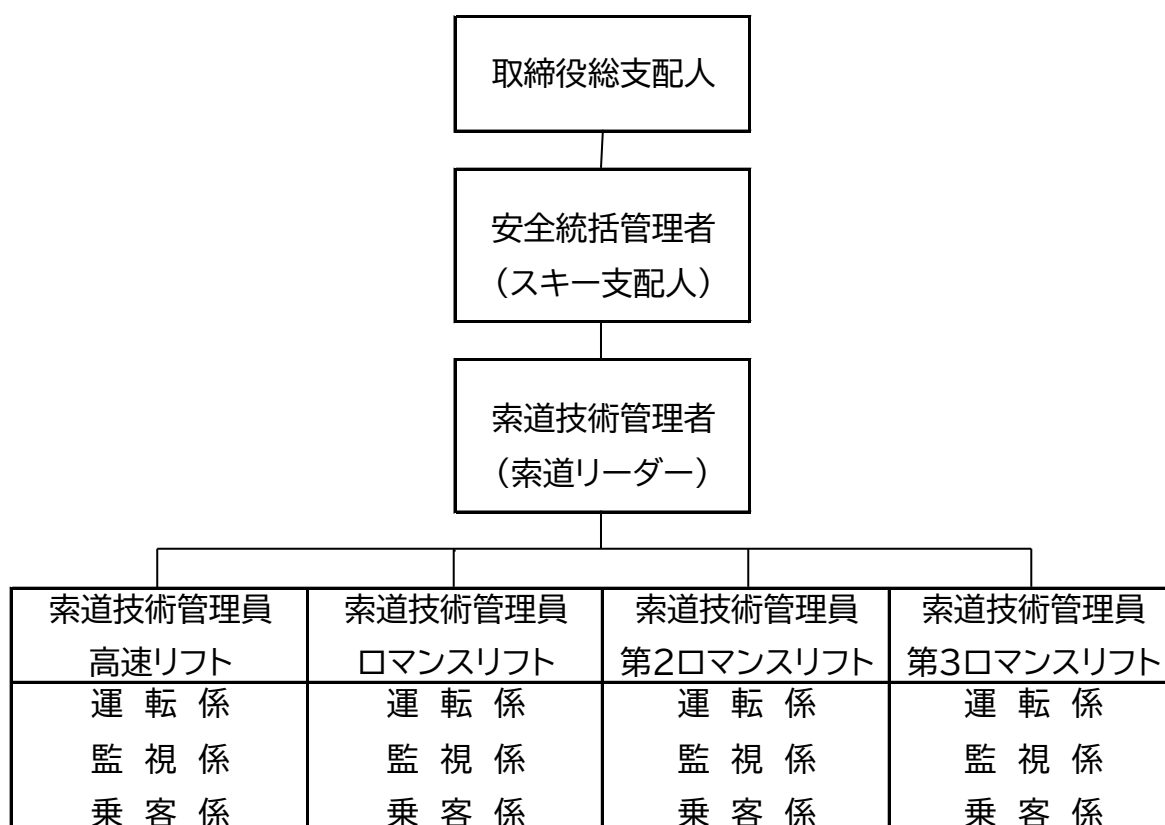 取締役総支配人
安全統括管理者
（スキー支配人）
索道技術管理者
（索道リーダー）
索道技術管理員 索道技術管理員 索道技術管理員 索道技術管理員
高速リフト ロマンスリフト 第2ロマンスリフト 第3ロマンスリフト
運 転 係 運 転 係 運 転 係 運 転 係
監 視 係 監 視 係 監 視 係 監 視 係
乗 客 係 乗 客 係 乗 客 係 乗 客 係